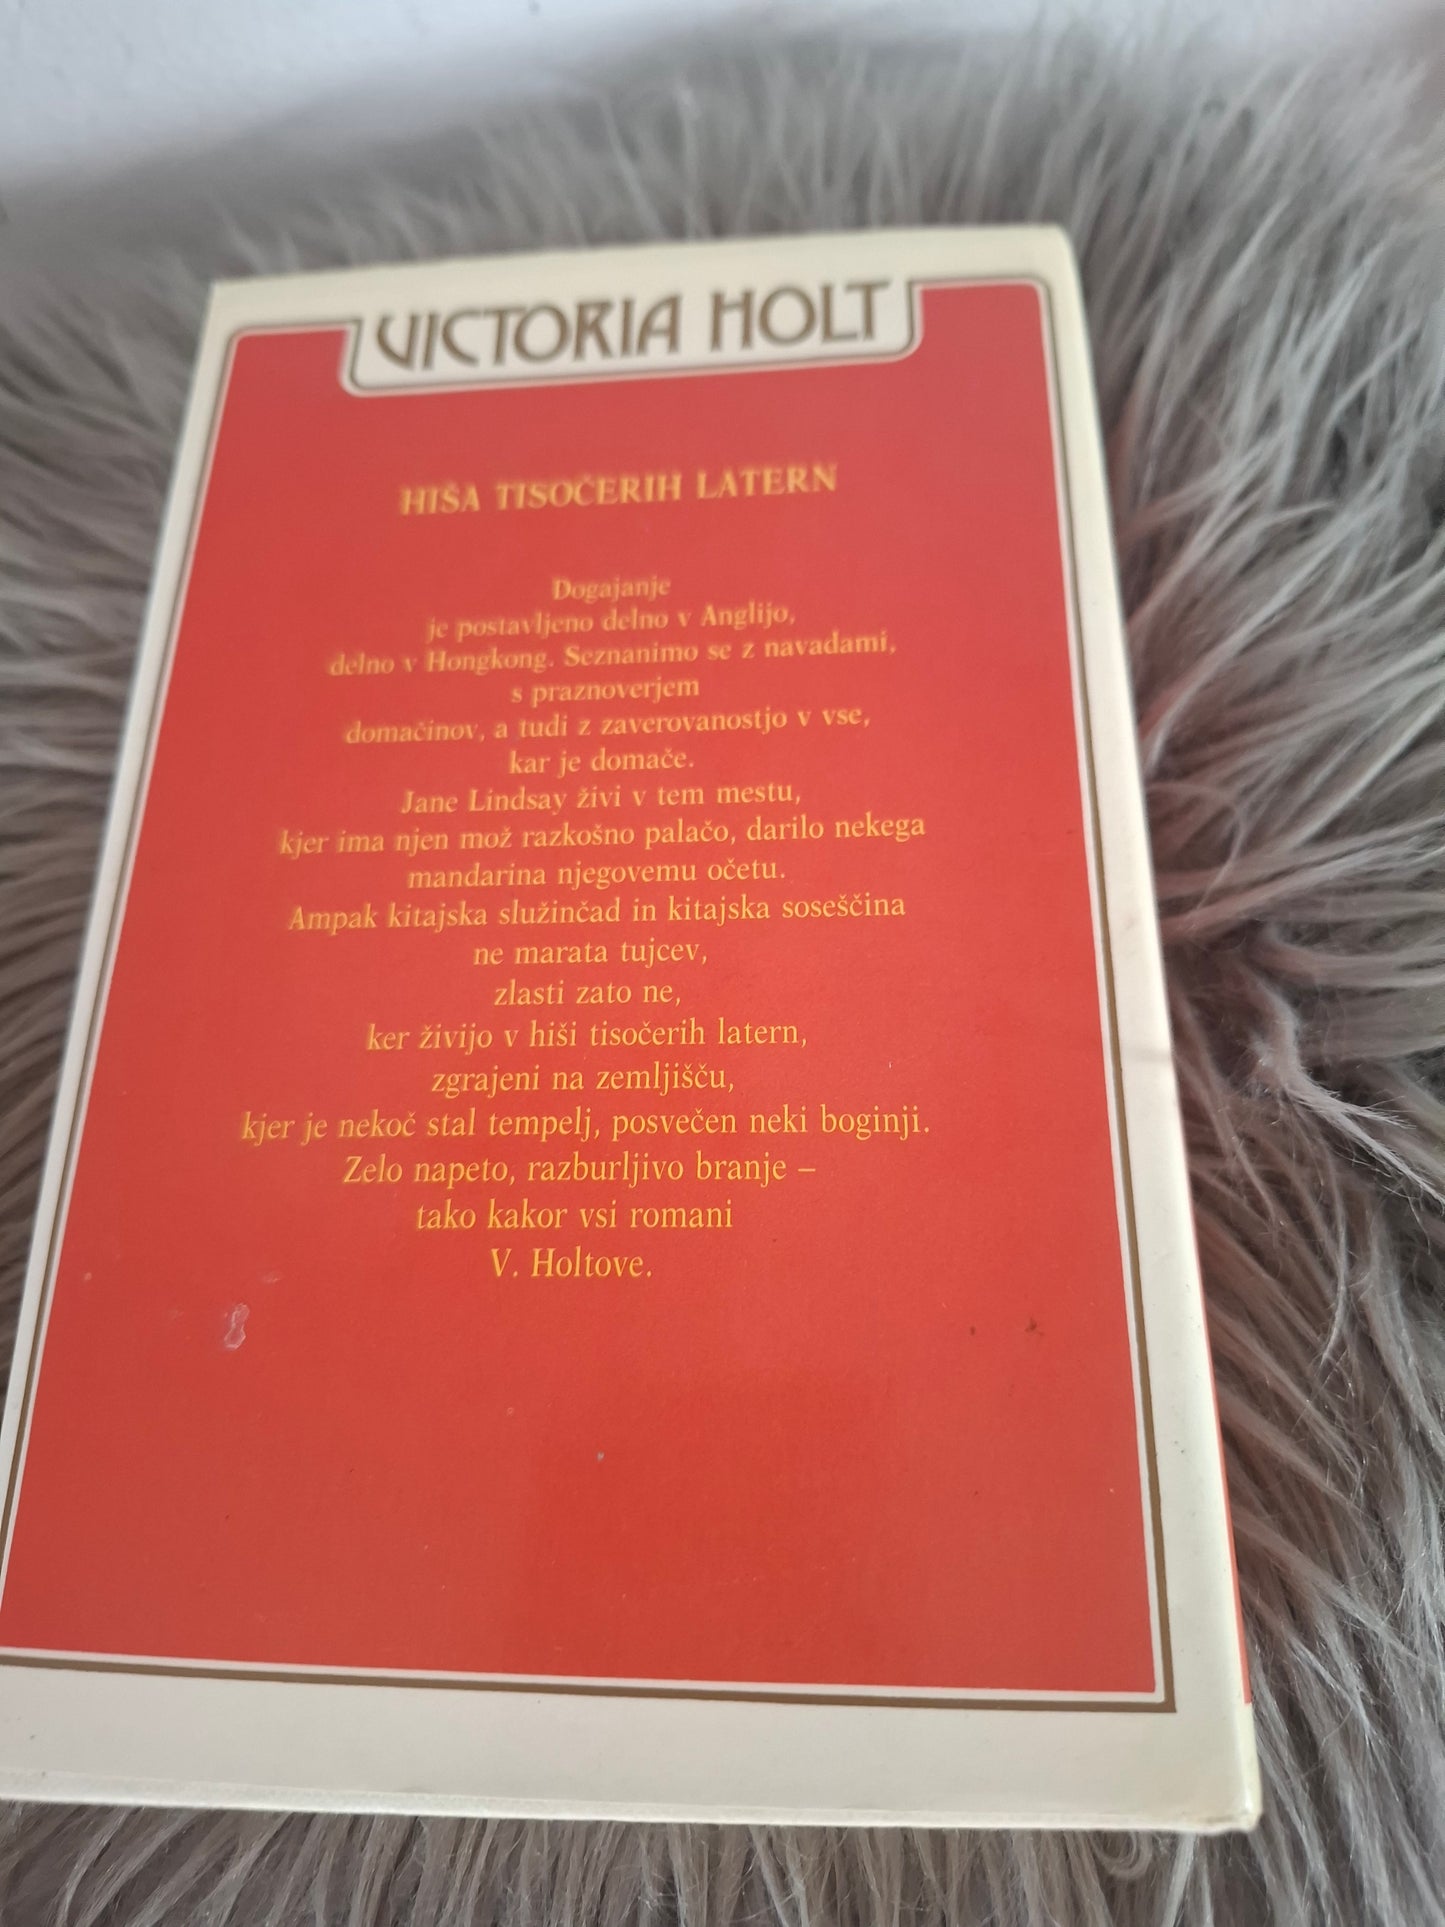 VICTORIA HOLT
HIŠA TISOČERIH LATERN
Dogajanje
je postavljeno delno v Anglijo,
delno v Hongkong. Seznanimo se z navadami,
s praznoverjem
domačinov, a tudi z zaverovanostjo v vse,
kar je domače.
Jane Lindsay živi v tem mestu,
kjer ima njen mož razkošno palačo, darilo nekega
mandarina njegovemu očetu.
Ampak kitajska služinčad in kitajska soseščina
ne marata tujcev,
zlasti zato ne,
ker živijo v hiši tisočerih latern,
zgrajeni na zemljišču,
kjer je nekoč stal tempelj, posvečen neki boginji.
Zelo napeto, razburljivo branje –
tako kakor vsi romani
V. Holtove.